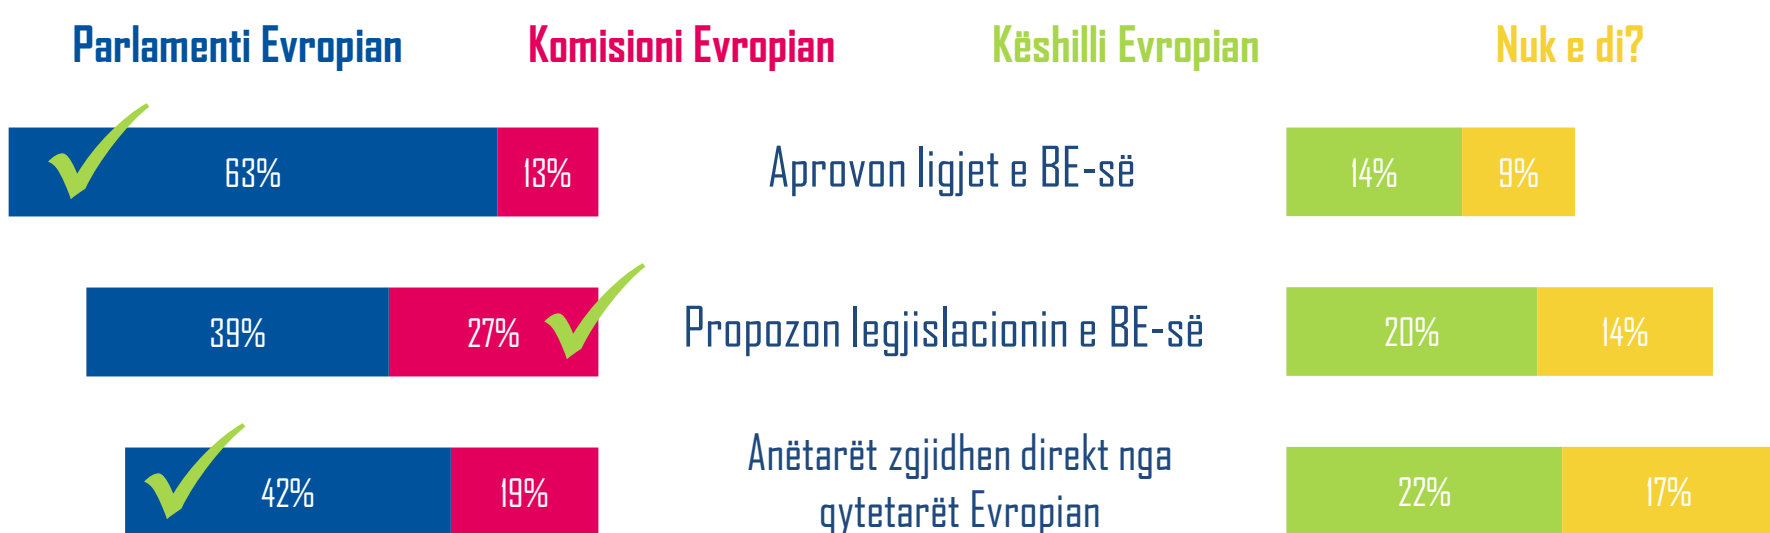 Parlamenti Evropian
Komisioni Evropian
Këshilli Evropian
Nuk e di?
63%
13%
Aprovon ligjet e BE-së
14%
9%
39%
27%
Propozon legjislacionin e BE-së
20%
14%
42%
19%
Anëtarët zgjidhen direkt nga
qytetarët Evropian
22%
17%